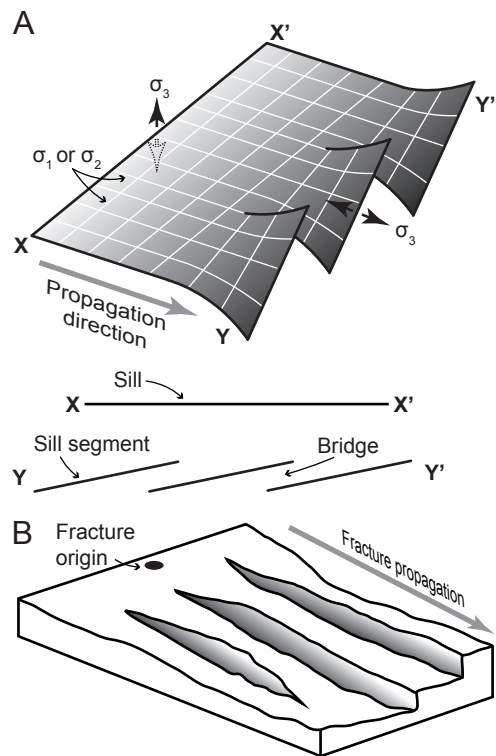 A
X'
Y'
σ3
σ1 or σ2
σ3
X
Propagation
direction
Y
Sill
X
X'
Sill segment
Bridge
Y
Y'
B
Fracture
origin
Fracture propagation